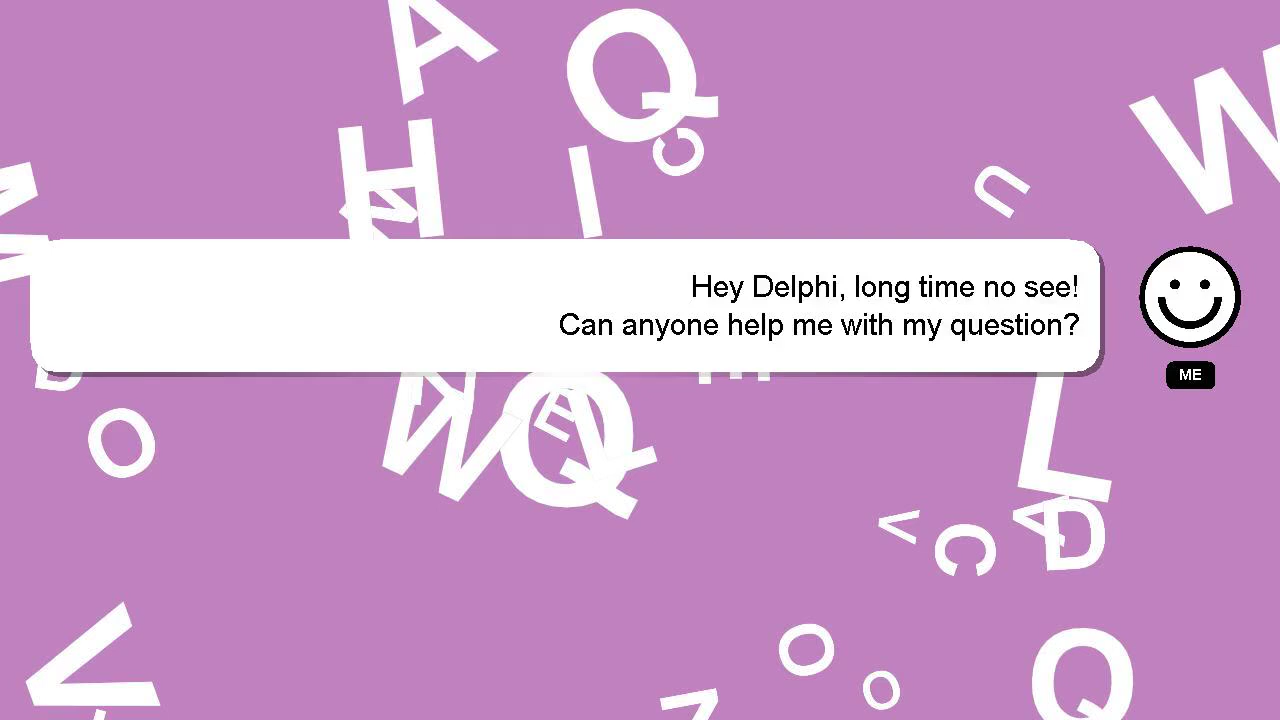 Hey Delphi, long time no see!
Can anyone help me with my question?
ME
A
Q
W
H
C
I
U
O
W
Q
E
L
V
C
A
D
V
O
O
Q